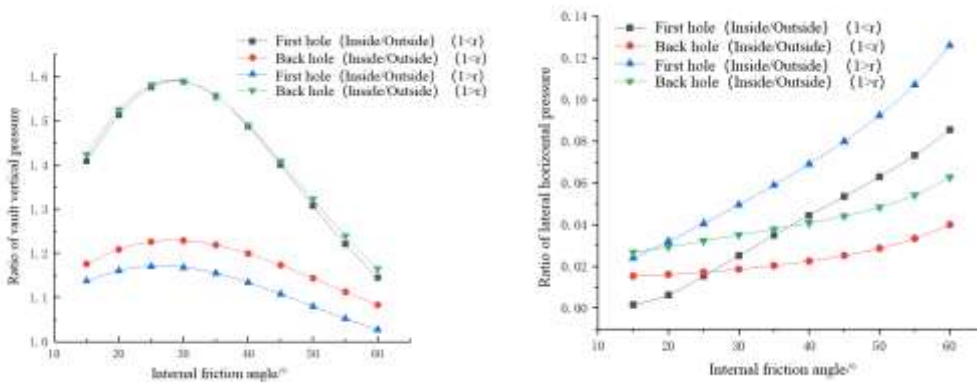 First hole (Inside/Outside) (1<r)
Back hole (Inside/Outside) (1<r)
First hole (Inside/Outside) (1>r)
Back hole (Inside/Outside) (1>r)
1.6
1.5
1.4
1.3
1.2
1.1
1.0
10 20 30 40 50 60
Ratio of vault vertical pressure
Internal friction angle/°
0.14
0.12
0.10
0.08
0.06
0.04
0.02
0.00
First hole (Inside/Outside) (1<r)
Back hole (Inside/Outside) (1<r)
First hole (Inside/Outside) (1>r)
Back hole (Inside/Outside) (1>r)
10 20 30 40 50 60
Ratio of lateral horizontal pressure
Internal friction angle/°